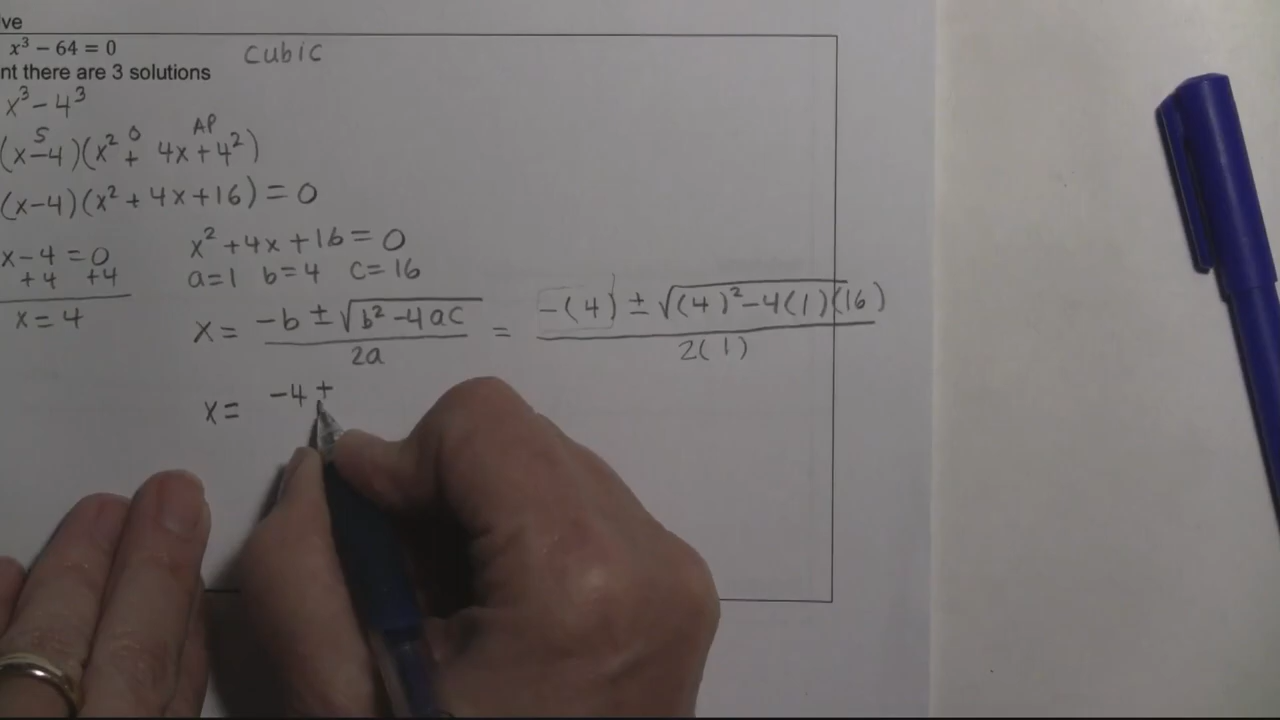 ve
x³ − 64 = 0 cubic
nt there are 3 solutions
x³ − 4³
S O AP
(x−4)(x² + 4x+4²)
(x−4)(x² + 4x+16) = 0
x−4 = 0
+4 +4
x = 4
x² +4x+16 = 0
a=1 b=4 c=16
x = (-b ± √(b² -4ac))/(2a) = (-(4) ± √((4)²-4(1)(16)))/(2(1))
x = -4 ±